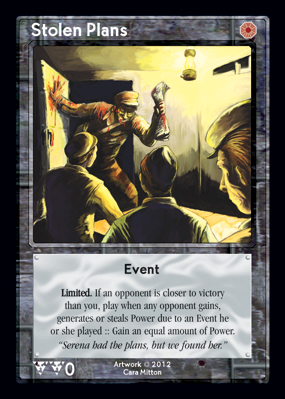 Stolen Plans
Event
Limited. If an opponent is closer to victory
than you, play when any opponent gains,
generates or steals Power due to an Event he
or she played :: Gain an equal amount of Power.
"Serena had the plans, but we found her."
0
Artwork © 2012
Cara Mitton